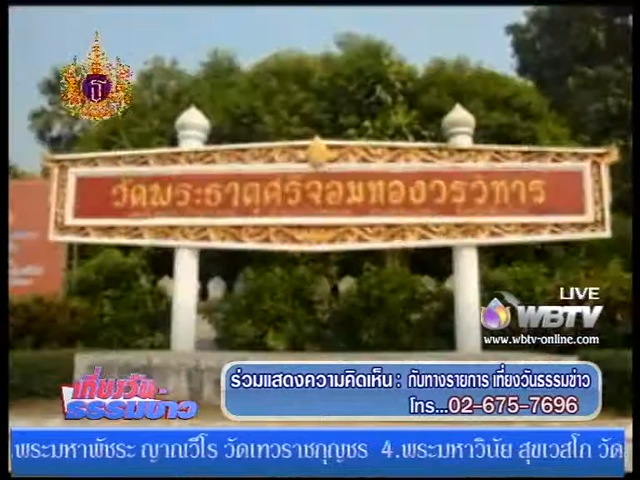 วัดพระธาตุศรีจอมทองวรวิหาร
LIVE
WBTV
www.wbtv-online.com
เที่ยงวัน-
ธรรมข่าว
ร่วมแสดงความคิดเห็น : กับทางรายการ เที่ยงวันธรรมข่าว
โทร...02-675-7696
พระมหาพัชระ ญาณวีโร วัดเทวราชกุญชร 4.พระมหาวินัย สุขเวสโก วัด